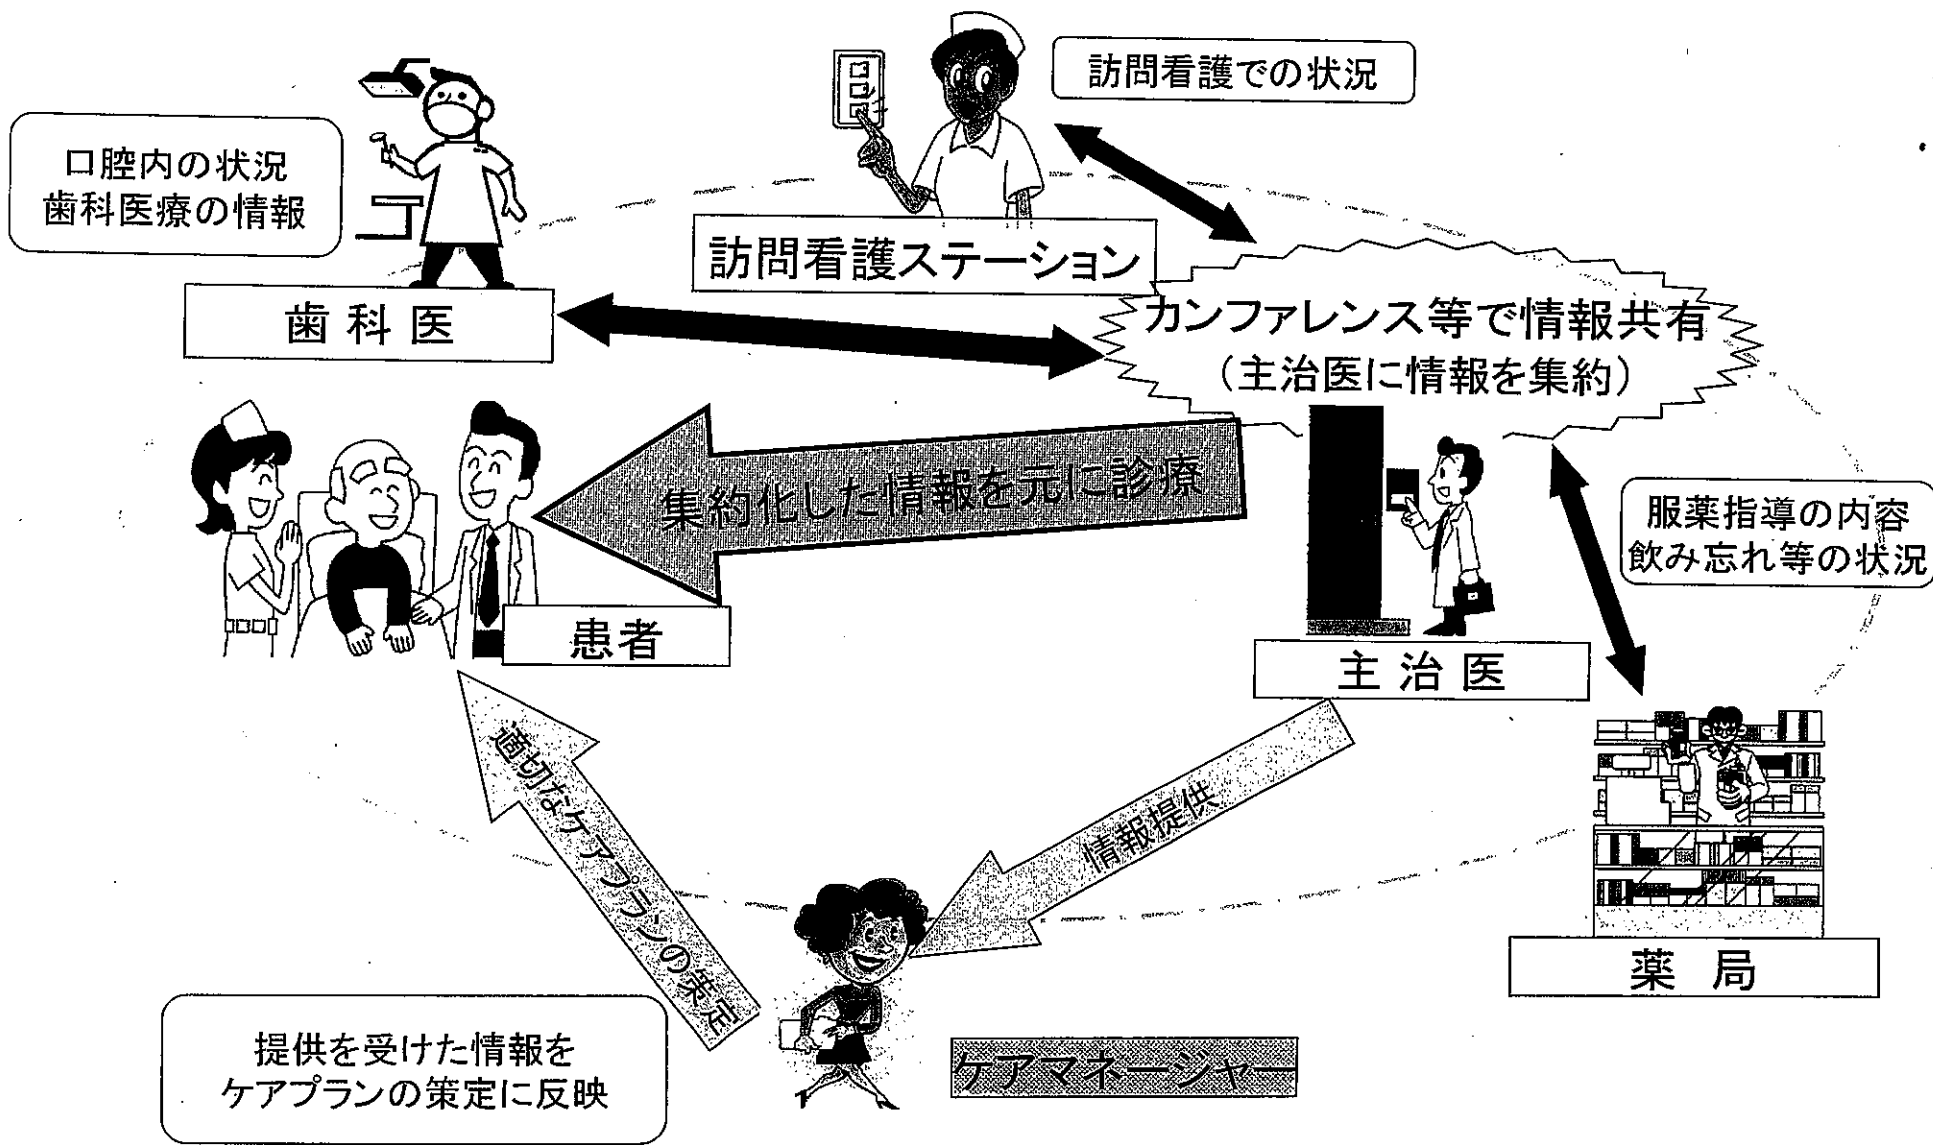 訪問看護での状況
口腔内の状況
歯科医療の情報
訪問看護ステーション
歯科医
カンファレンス等で情報共有
(主治医に情報を集約)
集約化した情報を元に診療
服薬指導の内容
飲み忘れ等の状況
患者
主治医
適切なケアプランの策定
情報提供
薬局
提供を受けた情報を
ケアプランの策定に反映
ケアマネージャー